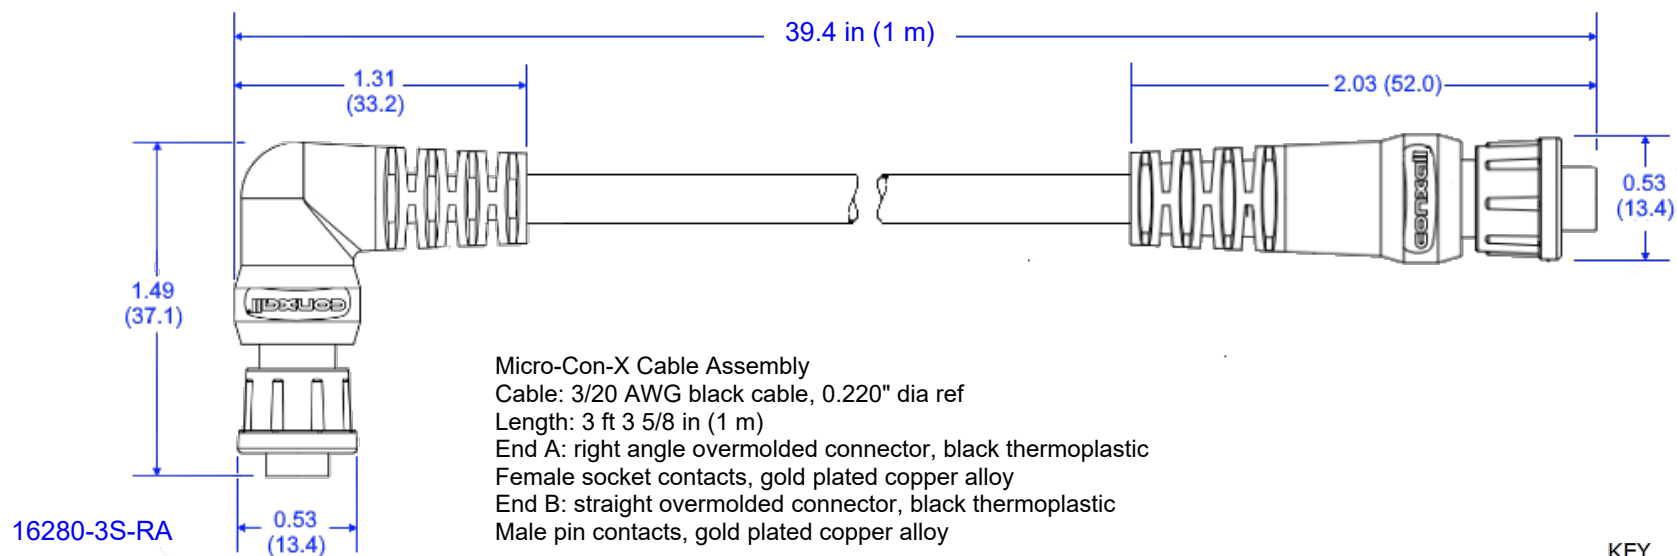 39.4 in (1 m)
1.31
(33.2)
2.03 (52.0)
0.53
(13.4)
1.49
(37.1)
conxall
conxall
Micro-Con-X Cable Assembly
Cable: 3/20 AWG black cable, 0.220" dia ref
Length: 3 ft 3 5/8 in (1 m)
End A: right angle overmolded connector, black thermoplastic
Female socket contacts, gold plated copper alloy
End B: straight overmolded connector, black thermoplastic
Male pin contacts, gold plated copper alloy
16280-3S-RA
0.53
(13.4)
KEY